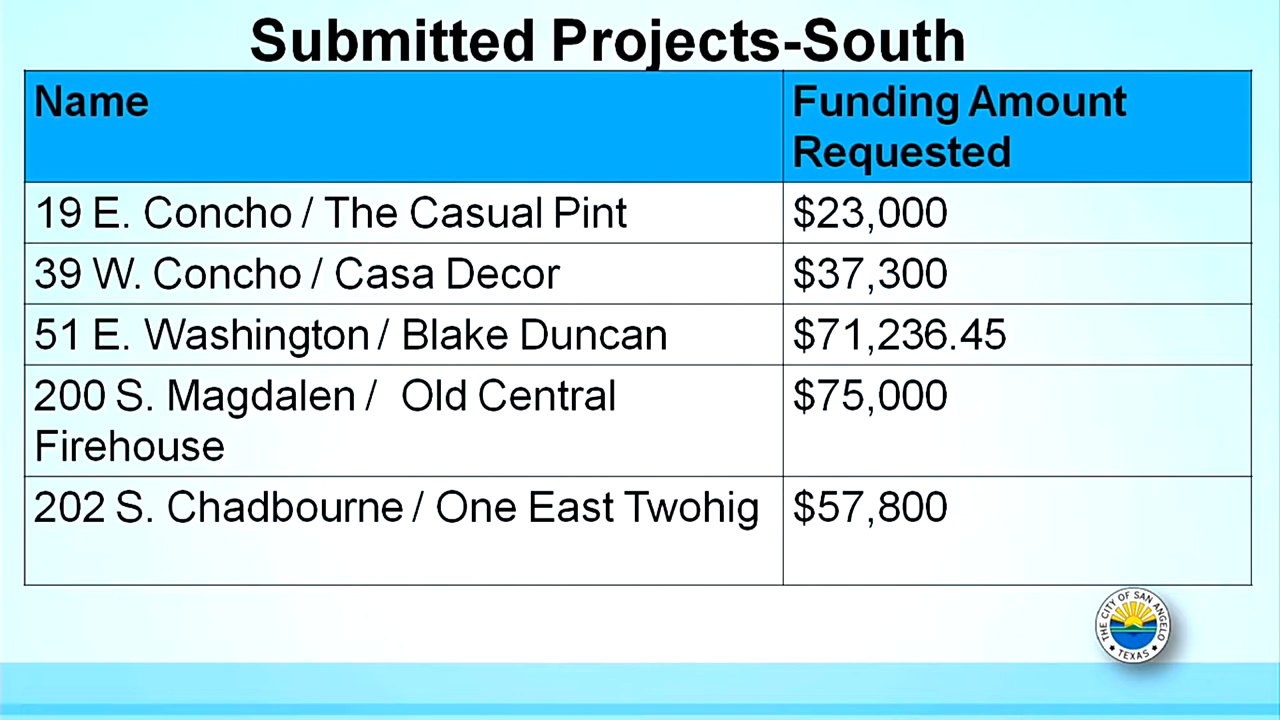 Submitted Projects-South
Name
Funding Amount
Requested
19 E. Concho / The Casual Pint
$23,000
39 W. Concho / Casa Decor
$37,300
51 E. Washington / Blake Duncan
$71,236.45
200 S. Magdalen /  Old Central
Firehouse
$75,000
202 S. Chadbourne / One East Twohig
$57,800
THE CITY OF SAN ANGELO
TEXAS